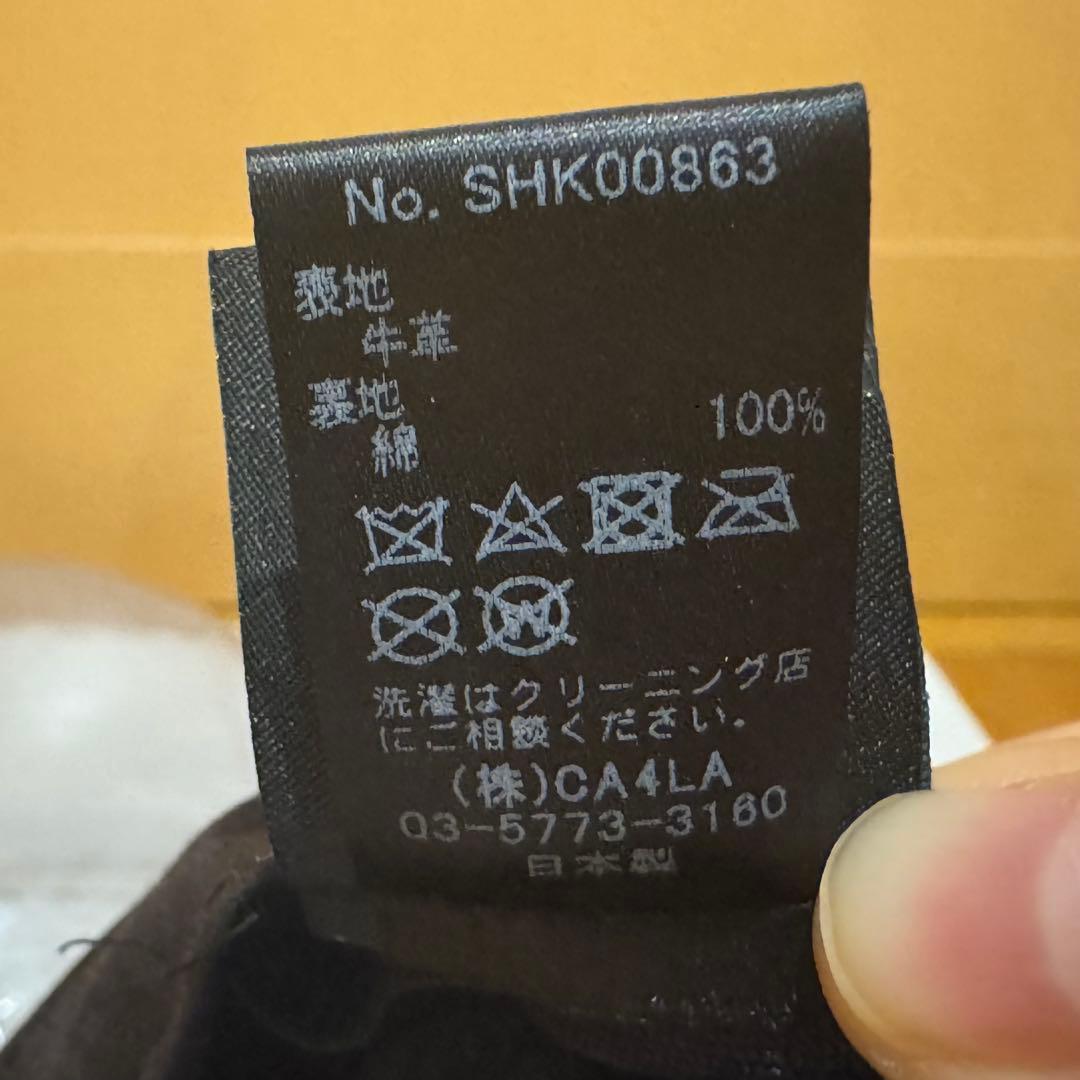 No. SHK00863
表地
牛革
裏地
綿 100%
洗濯はクリーニング店
にご相談ください.
(株)CA4LA
03-5773-3160
日本製